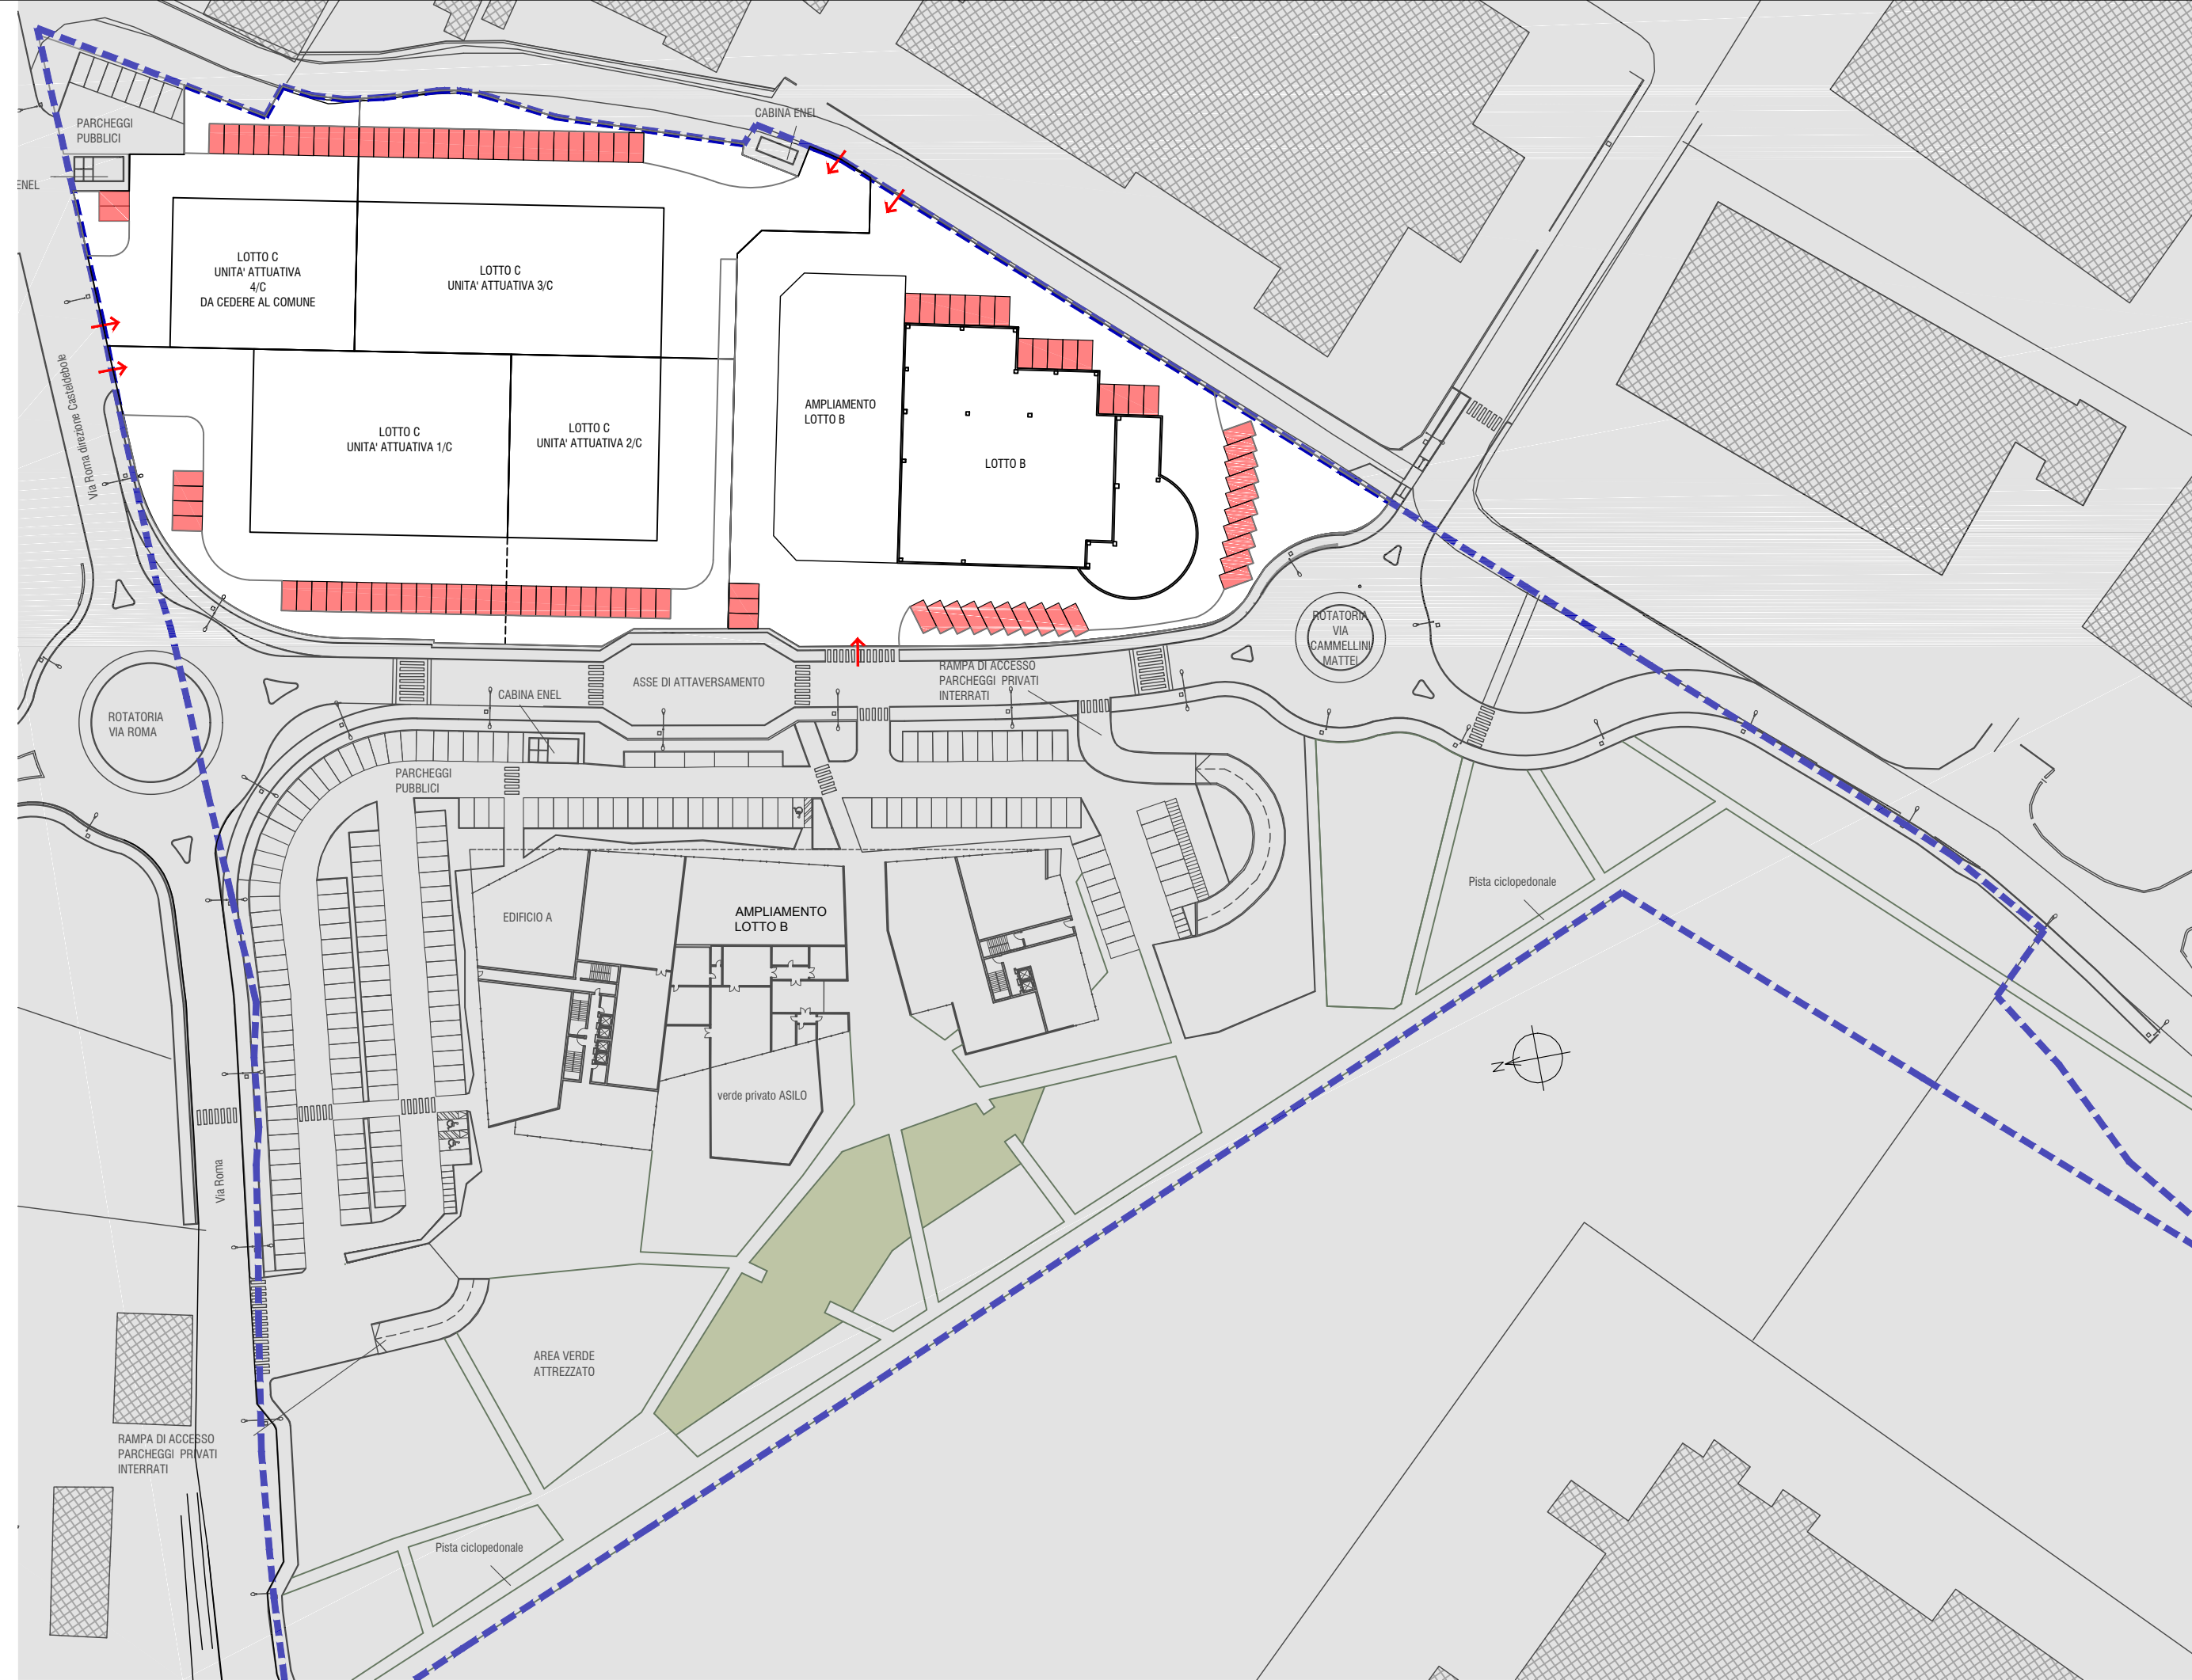 CABINA ENEL
PARCHEGGI
PUBBLICI
ENEL
LOTTO C
UNITA' ATTUATIVA
4/C
DA CEDERE AL COMUNE
LOTTO C
UNITA' ATTUATIVA 3/C
Via Roma direzione Casteldebole
LOTTO C
UNITA' ATTUATIVA 1/C
LOTTO C
UNITA' ATTUATIVA 2/C
AMPLIAMENTO
LOTTO B
LOTTO B
ROTATORIA
VIA
CAMMELLINI
MATTEI
RAMPA DI ACCESSO
PARCHEGGI PRIVATI
INTERRATI
ASSE DI ATTAVERSAMENTO
CABINA ENEL
ROTATORIA
VIA ROMA
PARCHEGGI
PUBBLICI
Pista ciclopedonale
EDIFICIO A
AMPLIAMENTO
LOTTO B
N
verde privato ASILO
Via Roma
AREA VERDE
ATTREZZATO
RAMPA DI ACCESSO
PARCHEGGI PRIVATI
INTERRATI
Pista ciclopedonale